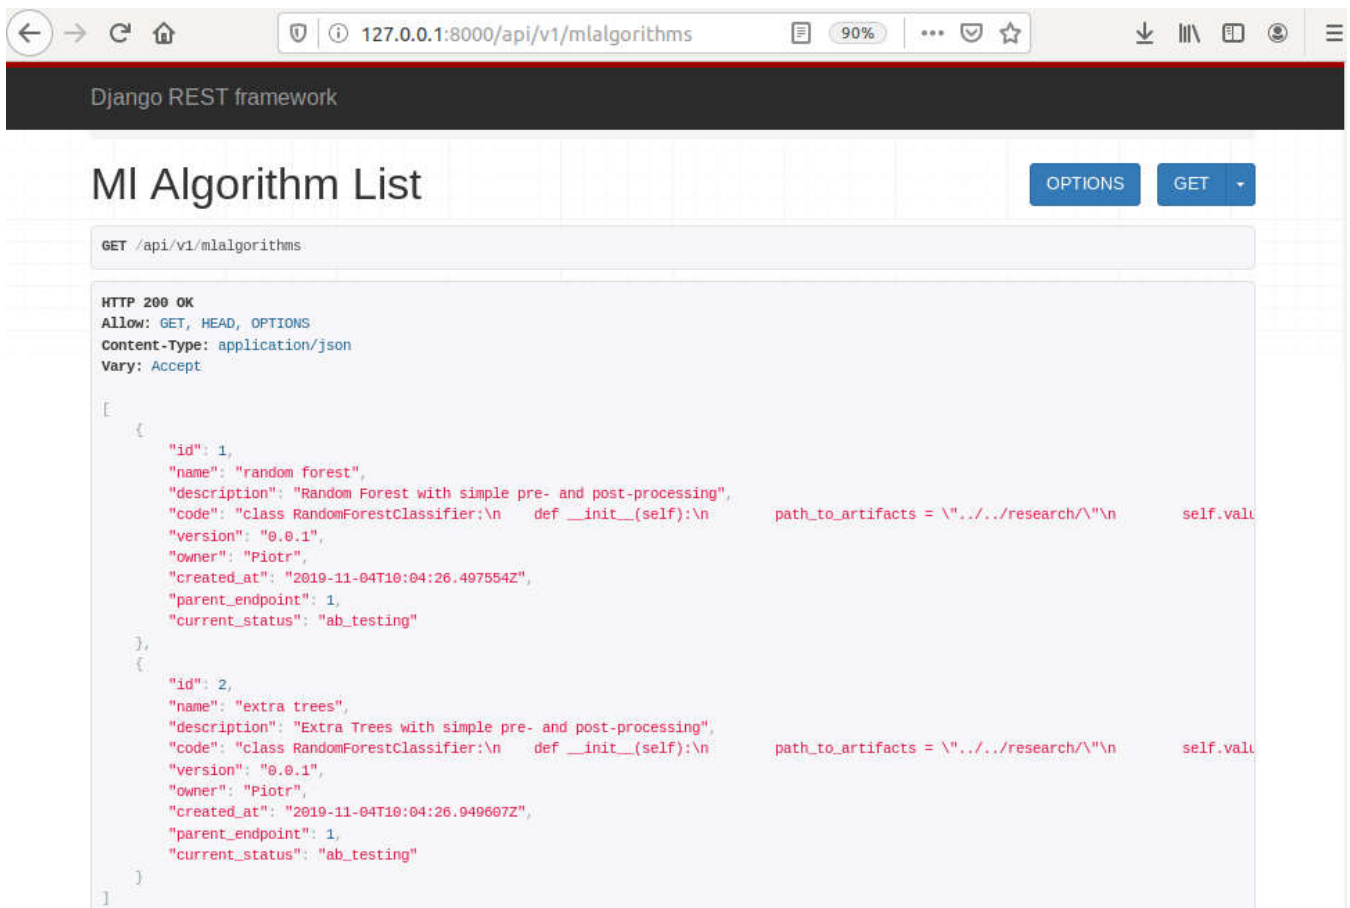 127.0.0.1:8000/api/v1/mlalgorithms 90%
Django REST framework
Ml Algorithm List OPTIONS GET
GET /api/v1/mlalgorithms
HTTP 200 OK
Allow: GET, HEAD, OPTIONS
Content-Type: application/json
Vary: Accept
[
{
"id": 1,
"name": "random forest",
"description": "Random Forest with simple pre- and post-processing",
"code": "class RandomForestClassifier:\n    def __init__(self):\n        path_to_artifacts = \"../../research/\"\n        self.valu
"version": "0.0.1",
"owner": "Piotr",
"created_at": "2019-11-04T10:04:26.497554Z",
"parent_endpoint": 1,
"current_status": "ab_testing"
},
{
"id": 2,
"name": "extra trees",
"description": "Extra Trees with simple pre- and post-processing",
"code": "class RandomForestClassifier:\n    def __init__(self):\n        path_to_artifacts = \"../../research/\"\n        self.valu
"version": "0.0.1",
"owner": "Piotr",
"created_at": "2019-11-04T10:04:26.949607Z",
"parent_endpoint": 1,
"current_status": "ab_testing"
}
]